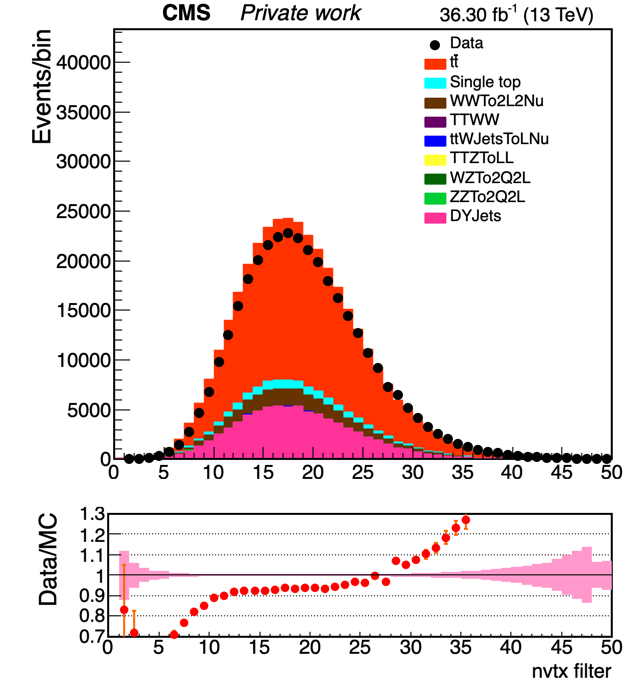 CMS Private work 36.30 fb⁻¹ (13 TeV)
Events/bin
40000
35000
30000
25000
20000
15000
10000
5000
0
Data
tt̄
Single top
WWTo2L2Nu
TTWW
ttWJetsToLNu
TTZToLL
WZTo2Q2L
ZZTo2Q2L
DYJets
0 5 10 15 20 25 30 35 40 45 50
Data/MC
1.3
1.2
1.1
1
0.9
0.8
0.7
0 5 10 15 20 25 30 35 40 45 50
nvtx filter